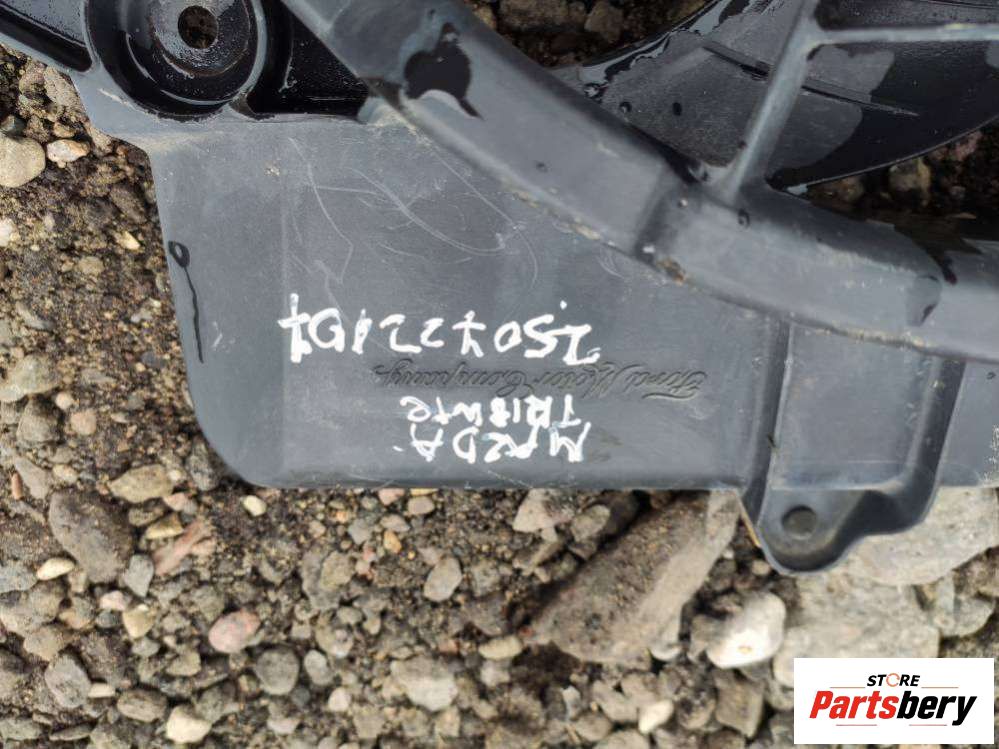 MAZDA
TRIBUTE
Ford Motor Company
STORE
Partsbery